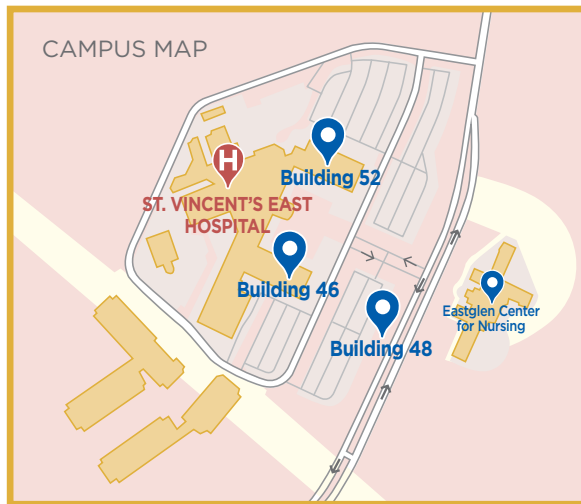 CAMPUS MAP
Building 52
H
ST. VINCENT'S EAST
HOSPITAL
Building 46
Eastglen Center
for Nursing
Building 48